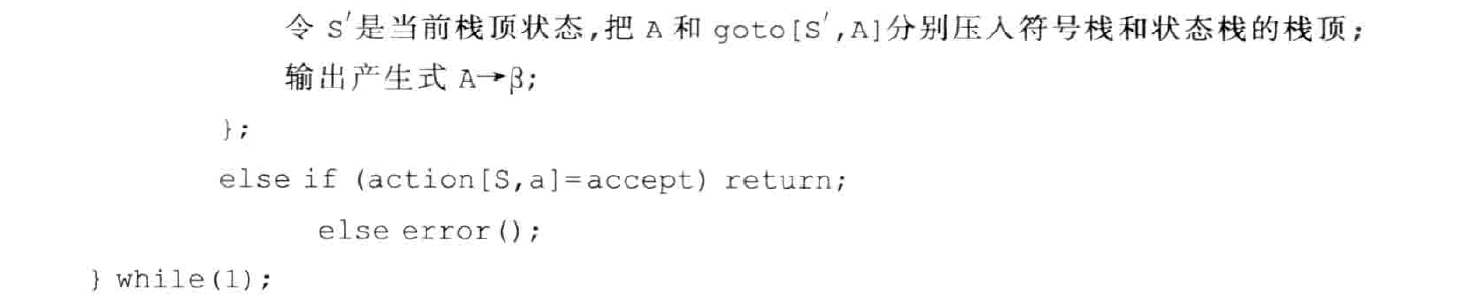 令 S'是当前栈顶状态,把 A 和 goto[S',A]分别压入符号栈和状态栈的栈顶;
输出产生式 A→β;
};
else if (action[S,a]=accept) return;
else error();
} while(1);